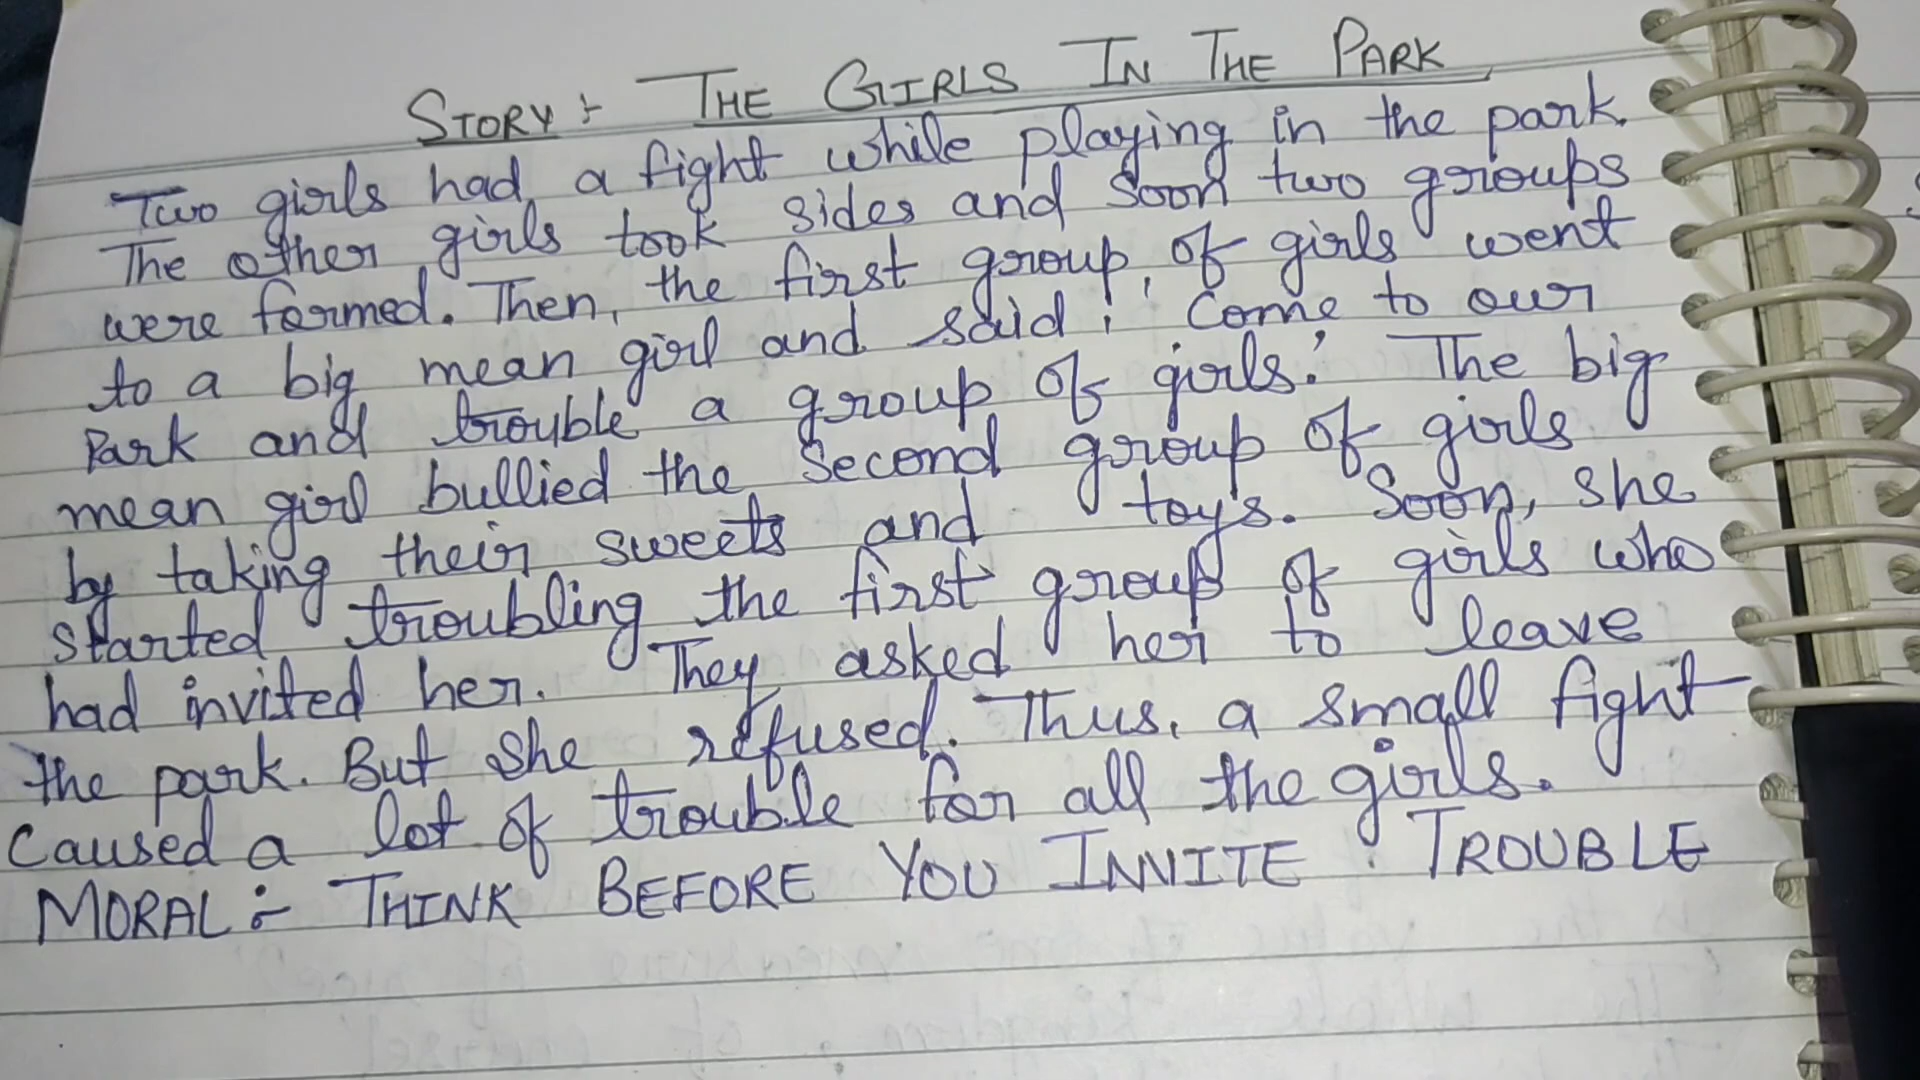 STORY :- THE GIRLS IN THE PARK
Two girls had a fight while playing in the park.
The other girls took sides and soon two groups
were formed. Then, the first group of girls went
to a big mean girl and said: 'Come to our
Park and trouble a group of girls.' The big
mean girl bullied the second group of girls
by taking their sweets and toys. Soon, she
started troubling the first group of girls who
had invited her. They asked her to leave
the park. But she refused. Thus, a small fight
caused a lot of trouble for all the girls.
MORAL :- THINK BEFORE YOU INVITE TROUBLE